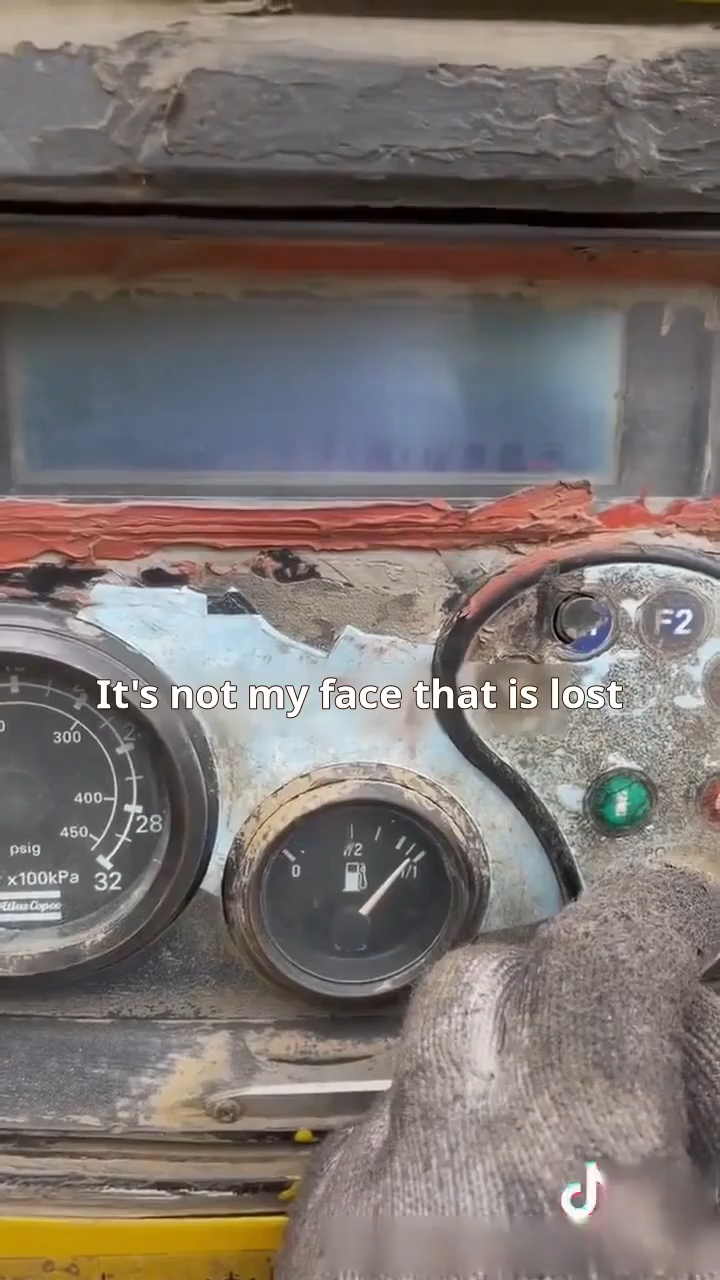 F2
It's not my face that is lost
300
400
28
450
psig
x100kPa
32
Atlas Copco
0
1/2
1/1